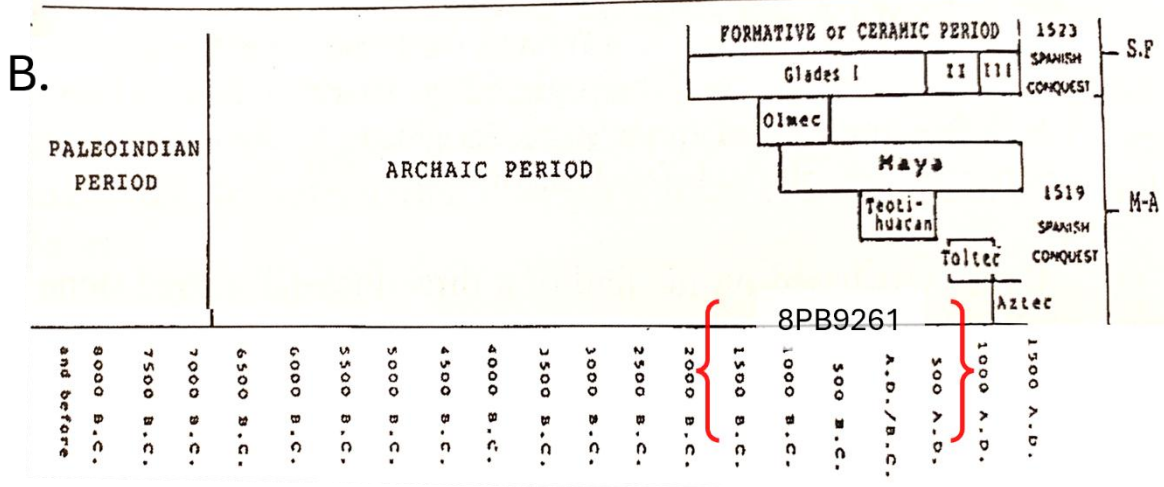 B.
FORMATIVE or CERAMIC PERIOD
1523
SPANISH
CONQUEST
S.F
Glades I
II
III
Olmec
PALEOINDIAN
PERIOD
ARCHAIC PERIOD
Maya
1519
SPANISH
CONQUEST
M-A
Teoti-
huacan
Toltec
Aztec
8PB9261
and before
8000 B.C.
7500 B.C.
7000 B.C.
6500 B.C.
6000 B.C.
5500 B.C.
5000 B.C.
4500 B.C.
4000 B.C.
3500 B.C.
3000 B.C.
2500 B.C.
2000 B.C.
1500 B.C.
1000 B.C.
500 B.C.
A.D./B.C.
500 A.D.
1000 A.D.
1500 A.D.